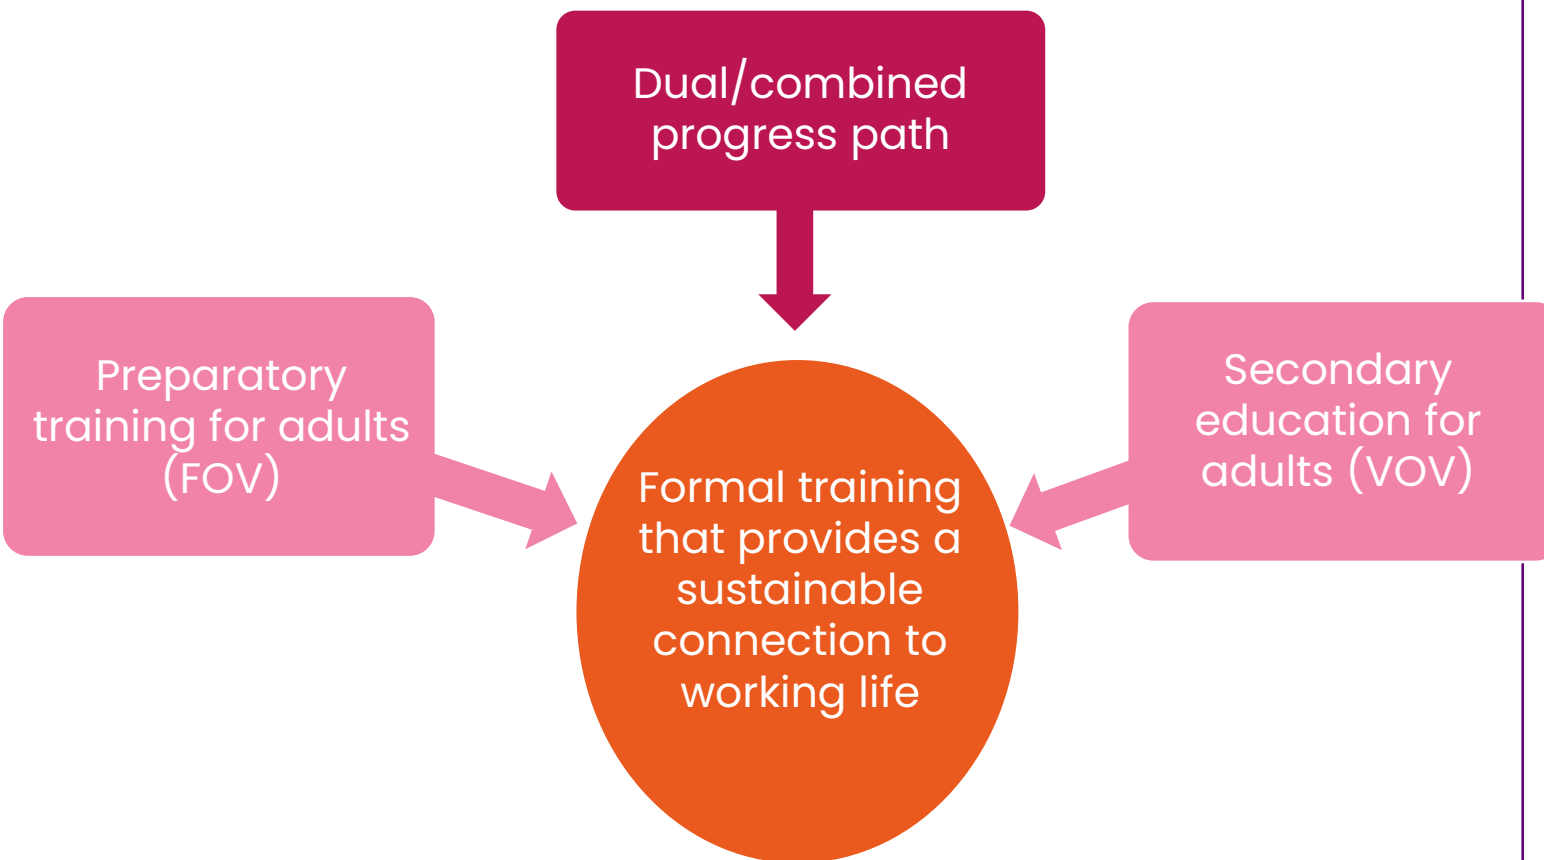 Dual/combined
progress path
Preparatory
training for adults
(FOV)
Secondary
education for
adults (VOV)
Formal training
that provides a
sustainable
connection to
working life